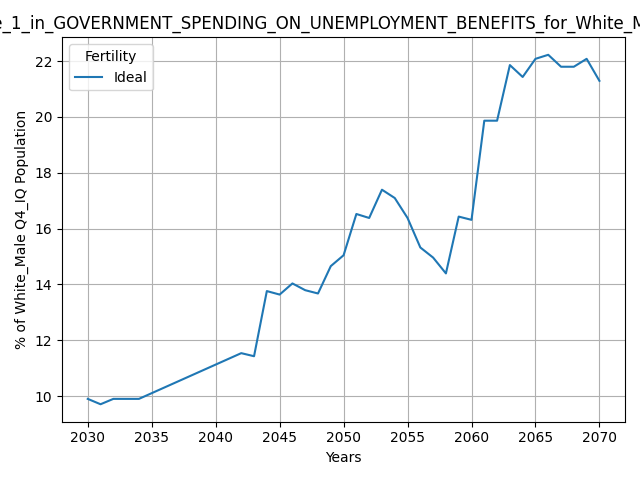 _1_in_GOVERNMENT_SPENDING_ON_UNEMPLOYMENT_BENEFITS_for_White_M
Fertility
Ideal
22
20
18
16
14
12
10
% of White_Male Q4_IQ Population
2030 2035 2040 2045 2050 2055 2060 2065 2070
Years